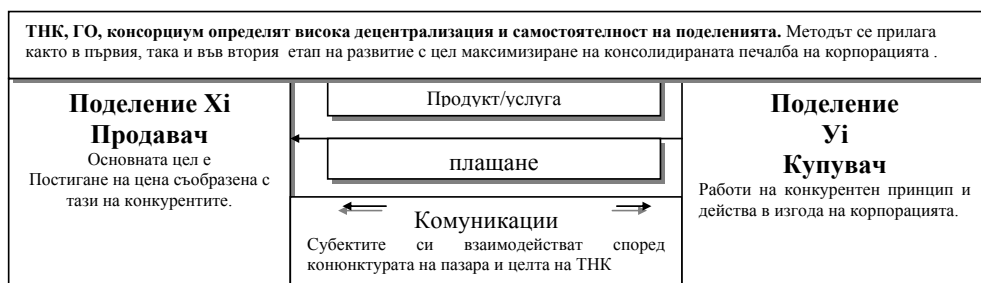 ТНК, ГО, консорциум определят висока децентрализация и самостоятелност на поделенията. Методът се прилага
както в първия, така и във втория етап на развитие с цел максимизиране на консолидираната печалба на корпорацията .
Поделение Xi
Продавач
Основната цел е
Постигане на цена съобразена с
тази на конкурентите.
Продукт/услуга
плащане
Комуникации
Субектите си взаимодействат според
конюнктурата на пазара и целта на ТНК
Поделение
Уi
Купувач
Работи на конкурентен принцип и
действа в изгода на корпорацията.